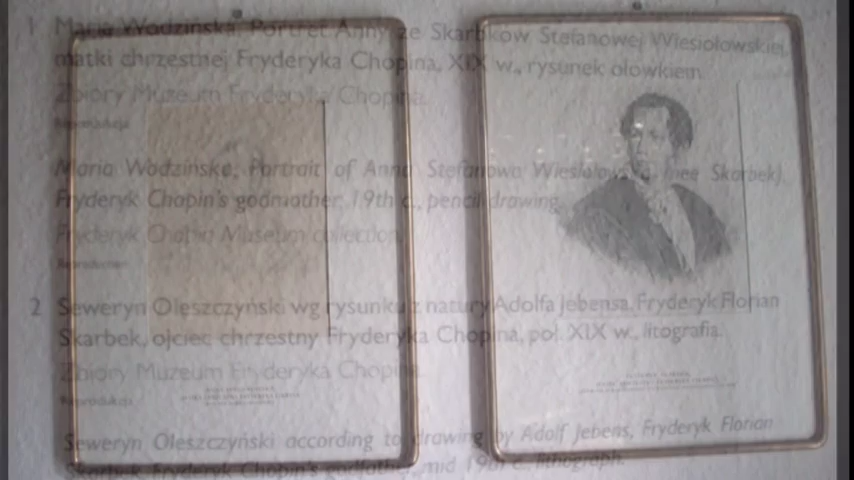 1 Maria Wodzińska, Portret Anny ze Skarbków Stefanowej Wiesiołowskiej,
matki chrzestnej Fryderyka Chopina, XIX w., rysunek ołówkiem.
Zbiory Muzeum Fryderyka Chopina.
Reprodukcja
Maria Wodzińska, Portrait of Anna Stefanowa Wiesiołowska (nee Skarbek),
Fryderyk Chopin's godmother, 19th c., pencil drawing.
Fryderyk Chopin Museum collection.
Reproduction
2 Seweryn Oleszczyński wg rysunku z natury Adolfa Jebensa, Fryderyk Florian
Skarbek, ojciec chrzestny Fryderyka Chopina, poł. XIX w., litografia.
Zbiory Muzeum Fryderyka Chopina.
Reprodukcja
Seweryn Oleszczyński according to drawing by Adolf Jebens, Fryderyk Florian
Skarbek, Fryderyk Chopin's godfather, mid 19th c., lithograph.